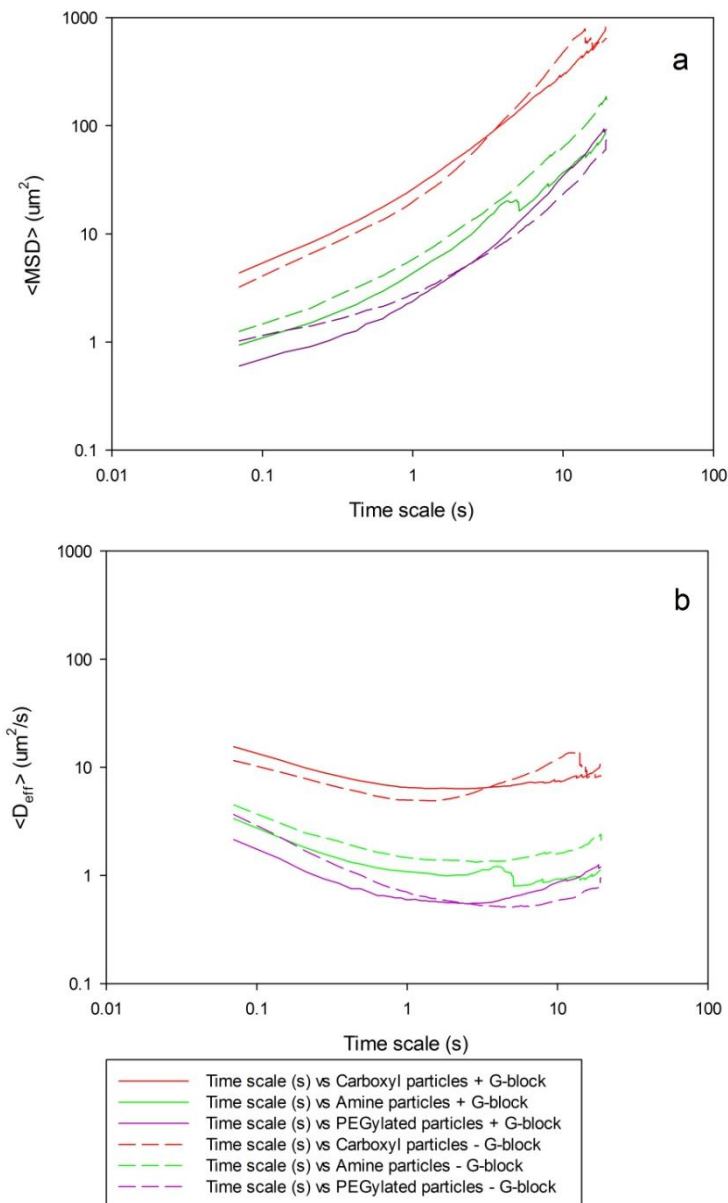 1000
100
10
1
0.1
a
<MSD> (um²)
0.01 0.1 1 10 100
Time scale (s)
1000
100
10
1
0.1
b
<D_eff> (um²/s)
0.01 0.1 1 10 100
Time scale (s)
Time scale (s) vs Carboxyl particles + G-block
Time scale (s) vs Amine particles + G-block
Time scale (s) vs PEGylated particles + G-block
Time scale (s) vs Carboxyl particles - G-block
Time scale (s) vs Amine particles - G-block
Time scale (s) vs PEGylated particles - G-block